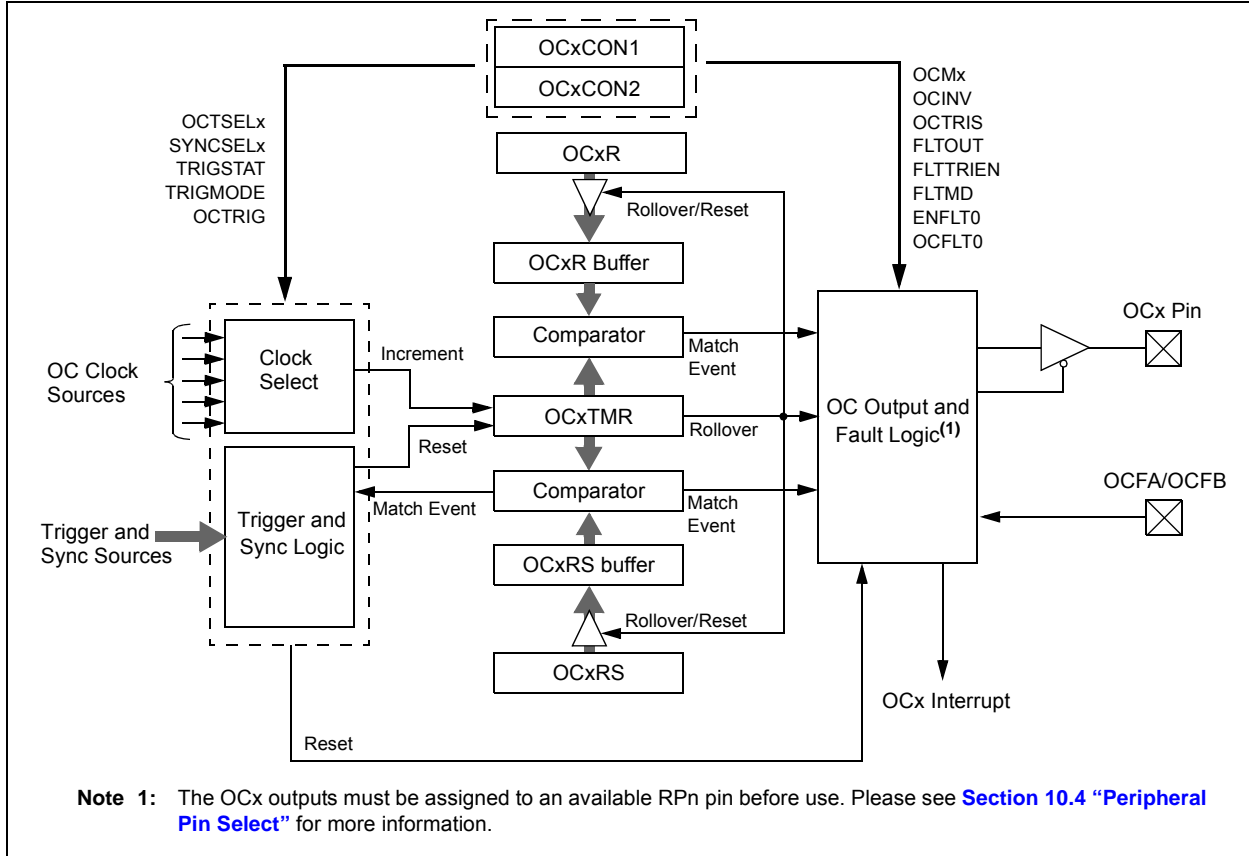 OCxCON1
OCxCON2
OCTSELx
SYNCSELx
TRIGSTAT
TRIGMODE
OCTRIG
OCMx
OCINV
OCTRIS
FLTOUT
FLTTRIEN
FLTMD
ENFLT0
OCFLT0
OCxR
Rollover/Reset
OCxR Buffer
OC Clock
Sources
Clock
Select
Increment
Comparator
Match
Event
OCxTMR
Rollover
Reset
Comparator
Match Event
Match
Event
Trigger and
Sync Sources
Trigger and
Sync Logic
OCxRS buffer
Rollover/Reset
OCxRS
OC Output and
Fault Logic(1)
OCx Pin
OCFA/OCFB
OCx Interrupt
Reset
Note 1: The OCx outputs must be assigned to an available RPn pin before use. Please see Section 10.4 “Peripheral
Pin Select” for more information.